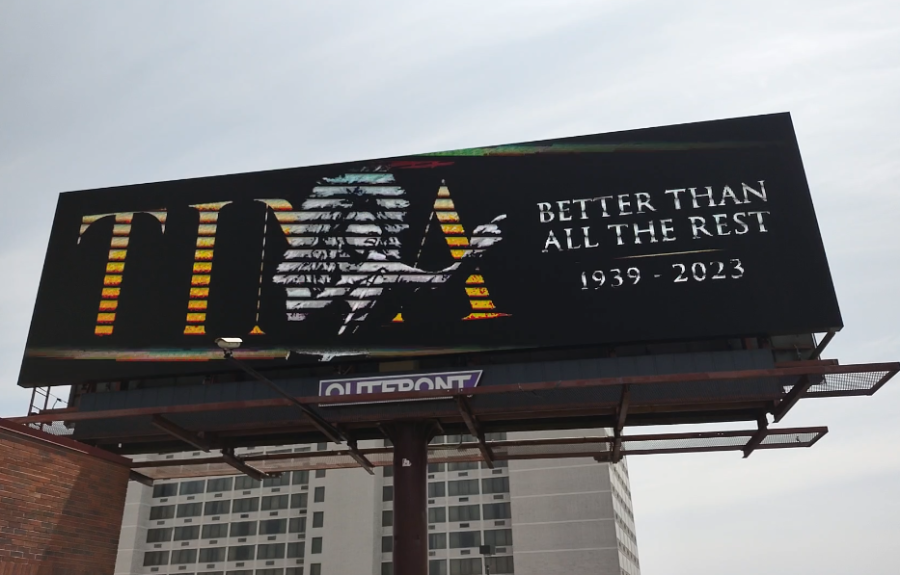 TINA
BETTER THAN
ALL THE REST
1939 - 2023
OUTFRONT